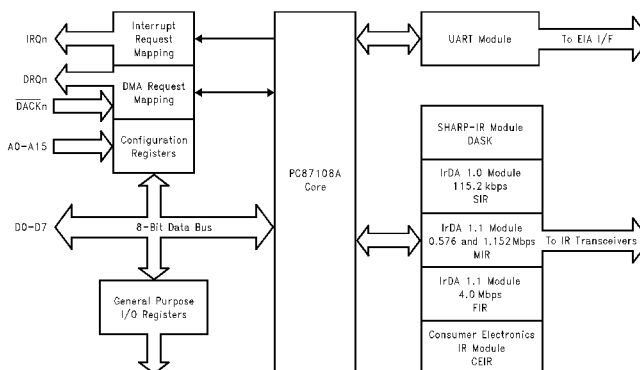 IRQn
DRQn
DACKn
A0-A15
D0-D7
Interrupt
Request
Mapping
DMA Request
Mapping
Configuration
Registers
8-Bit Data Bus
General Purpose
I/O Registers
PC87108A
Core
UART Module
To EIA I/F
SHARP-IR Module
DASK
IrDA 1.0 Module
115.2 kbps
SIR
IrDA 1.1 Module
0.576 and 1.152 Mbps
MIR
To IR Transceivers
IrDA 1.1 Module
4.0 Mbps
FIR
Consumer Electronics
IR Module
CEIR